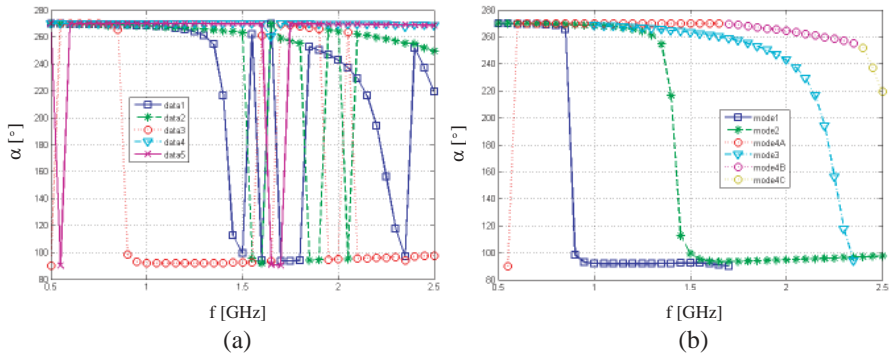 280
260
240
220
200
180
160
140
120
100
80
α [°]
data1
data2
data3
data4
data5
0.5 1 1.5 2 2.5
f [GHz]
(a)
280
260
240
220
200
180
160
140
120
100
80
α [°]
mode1
mode2
mode4A
mode3
mode4B
mode4C
0.5 1 1.5 2 2.5
f [GHz]
(b)